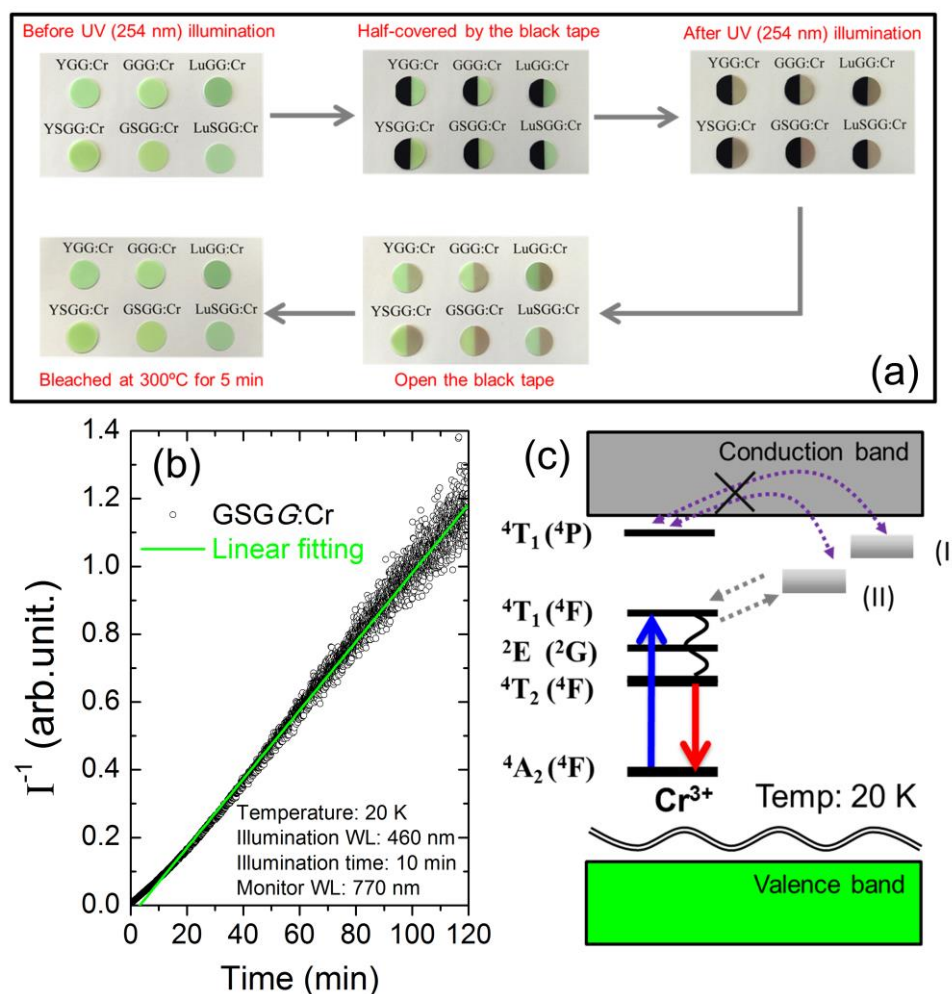 Before UV (254 nm) illumination
Half-covered by the black tape
After UV (254 nm) illumination
YGG:Cr GGG:Cr LuGG:Cr
YSGG:Cr GSGG:Cr LuSGG:Cr
YGG:Cr GGG:Cr LuGG:Cr
YSGG:Cr GSGG:Cr LuSGG:Cr
YGG:Cr GGG:Cr LuGG:Cr
YSGG:Cr GSGG:Cr LuSGG:Cr
YGG:Cr GGG:Cr LuGG:Cr
YSGG:Cr GSGG:Cr LuSGG:Cr
YGG:Cr GGG:Cr LuGG:Cr
YSGG:Cr GSGG:Cr LuSGG:Cr
Bleached at 300ºC for 5 min
Open the black tape
(a)
(b)
1.4
1.2
1.0
0.8
0.6
0.4
0.2
0.0
I⁻¹ (arb.unit.)
GSGG:Cr
Linear fitting
Temperature: 20 K
Illumination WL: 460 nm
Illumination time: 10 min
Monitor WL: 770 nm
0 20 40 60 80 100 120
Time (min)
(c)
Conduction band
⁴T₁(⁴P)
(I
(II)
⁴T₁(⁴F)
²E (²G)
⁴T₂(⁴F)
⁴A₂(⁴F)
Cr³⁺
Temp: 20 K
Valence band